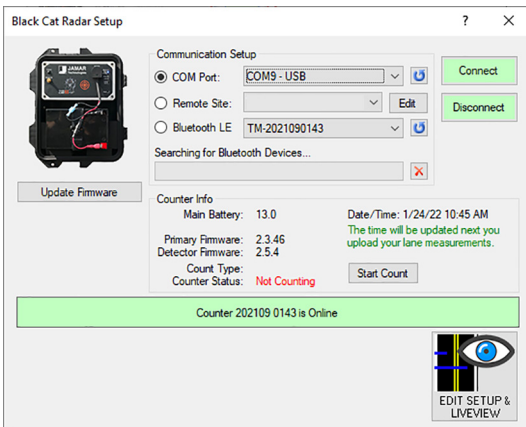 Black Cat Radar Setup
? ×
JAMAR
Technologies
Update Firmware
Communication Setup
COM Port: COM9 - USB
Connect
Remote Site: Edit
Disconnect
Bluetooth LE TM-2021090143
Searching for Bluetooth Devices...
Counter Info
Main Battery: 13.0
Primary Firmware: 2.3.46
Detector Firmware: 2.5.4
Count Type:
Counter Status: Not Counting
Date/Time: 1/24/22 10:45 AM
The time will be updated next you
upload your lane measurements.
Start Count
Counter 202109 0143 is Online
EDIT SETUP &
LIVEVIEW